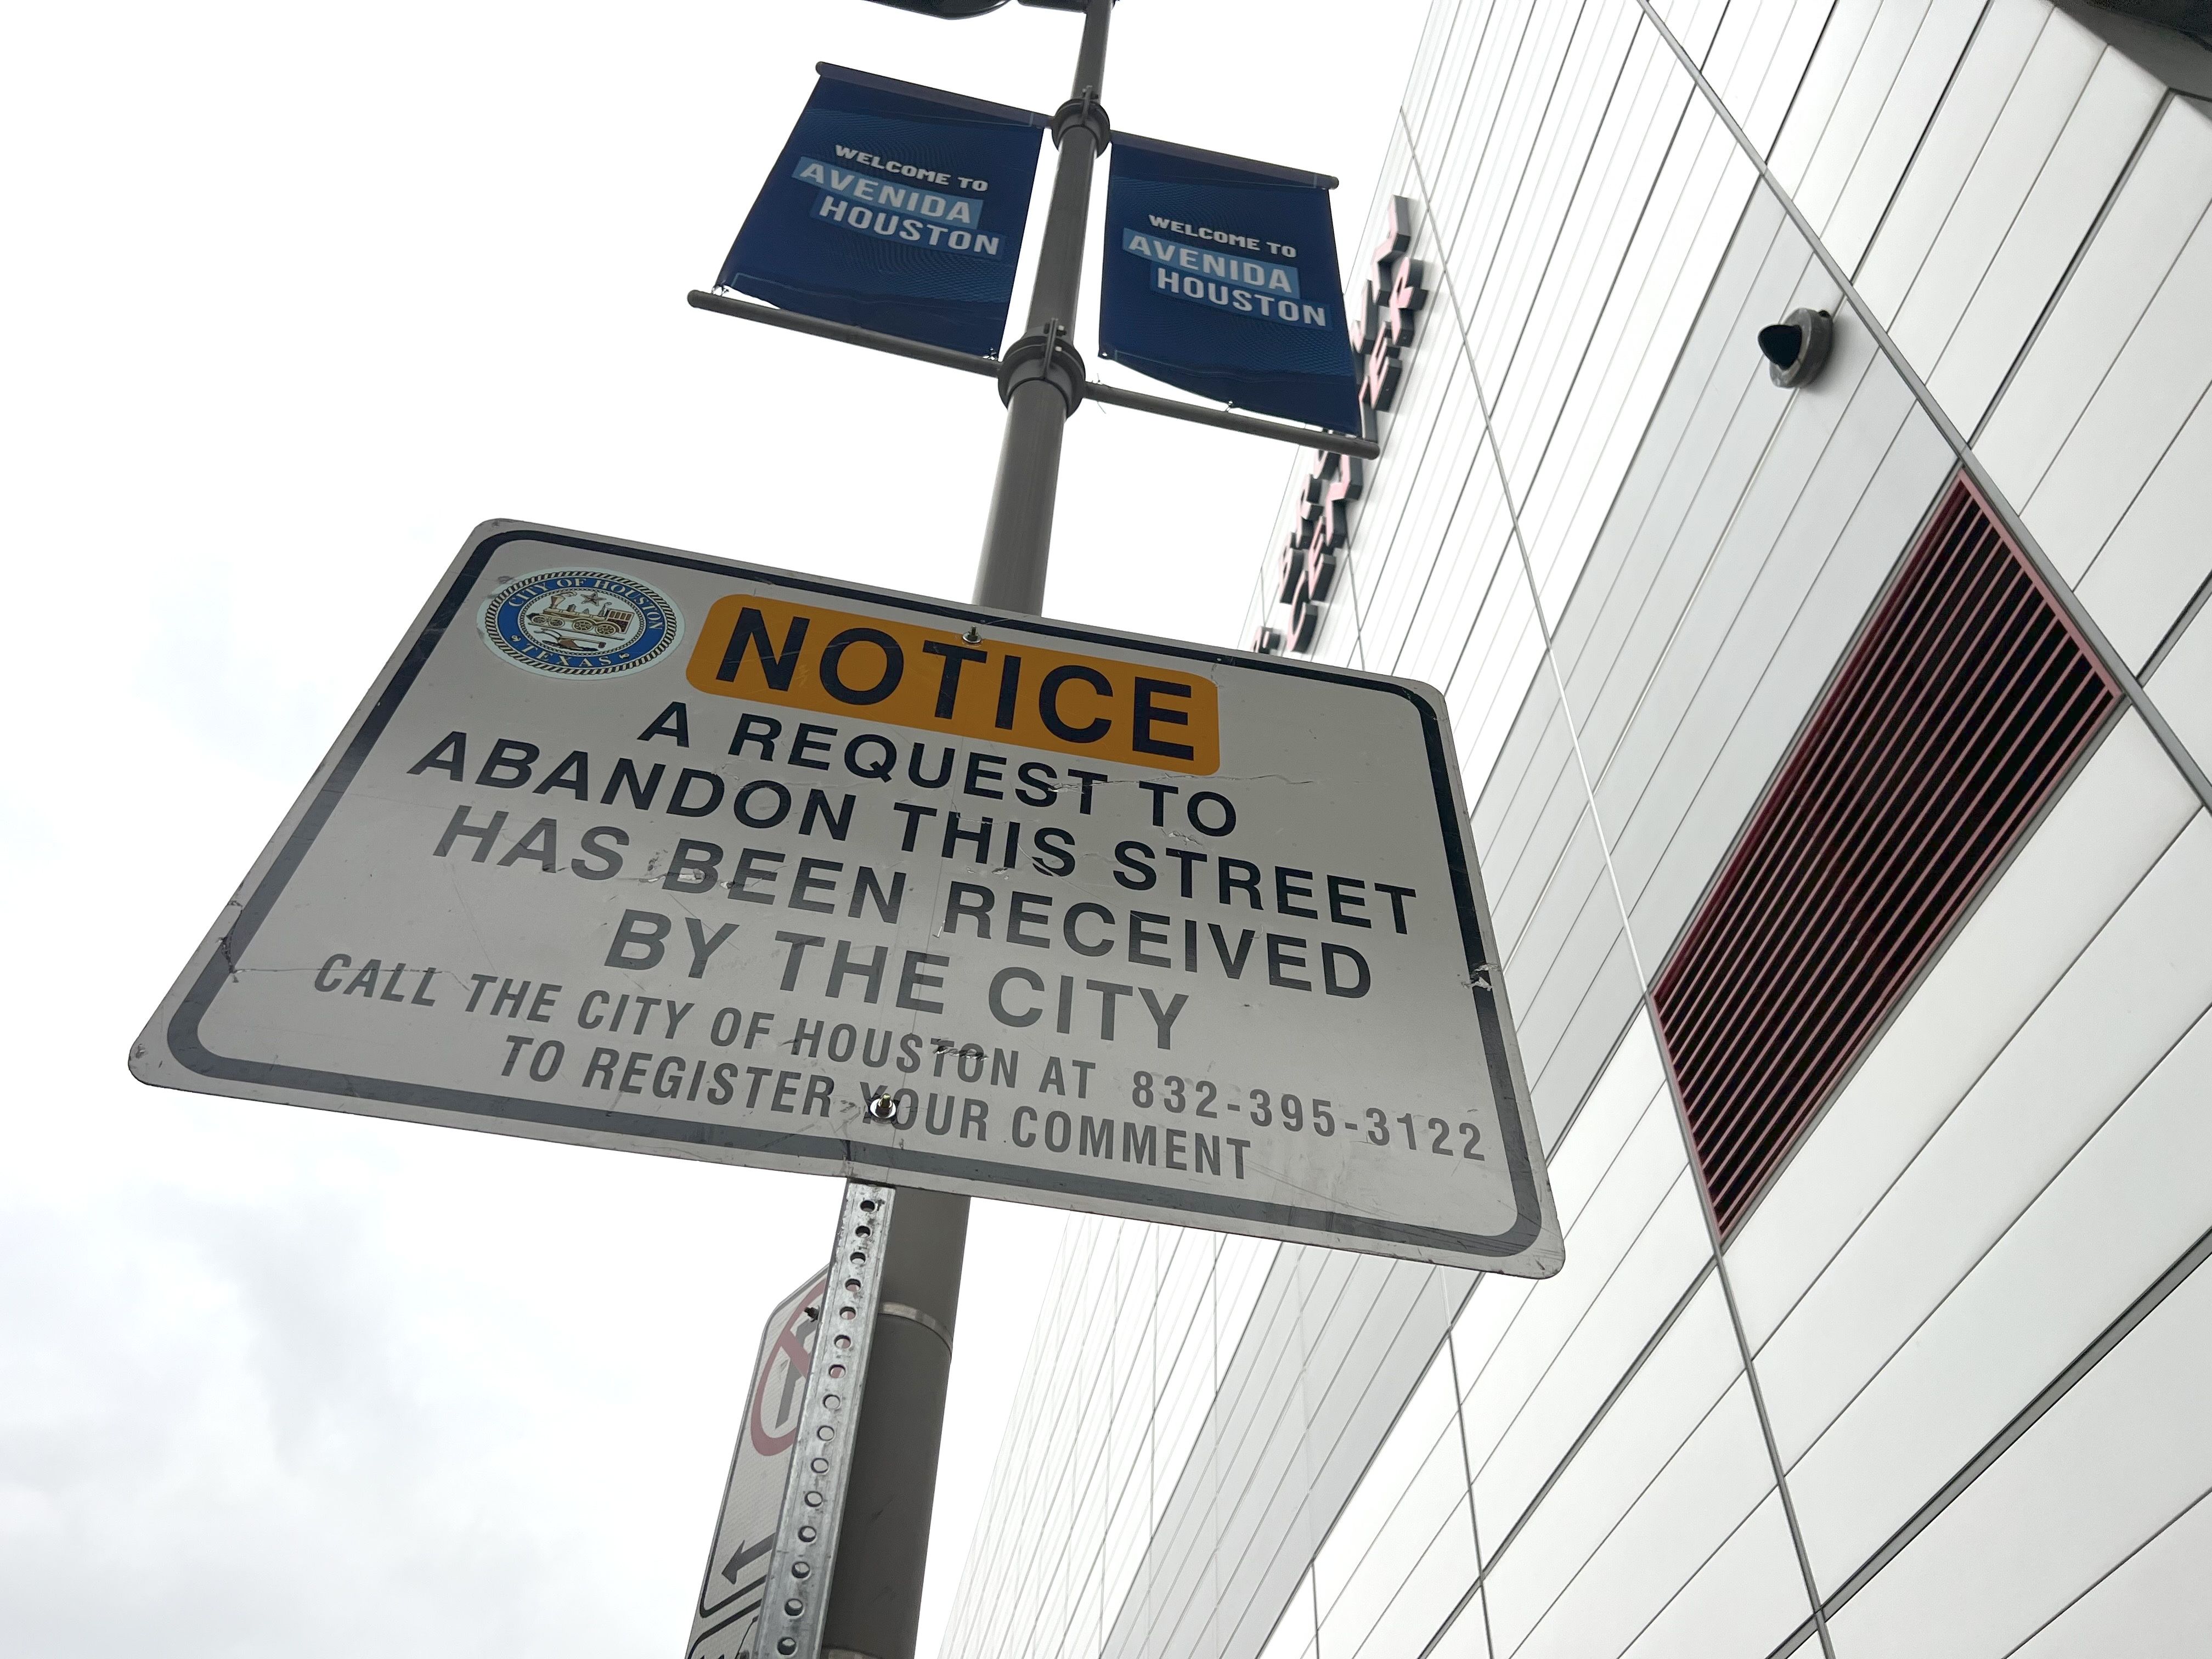 WELCOME TO
AVENIDA
HOUSTON
WELCOME TO
AVENIDA
HOUSTON
CITY OF HOUSTON
TEXAS
NOTICE
A REQUEST TO
ABANDON THIS STREET
HAS BEEN RECEIVED
BY THE CITY
CALL THE CITY OF HOUSTON AT 832-395-3122
TO REGISTER YOUR COMMENT